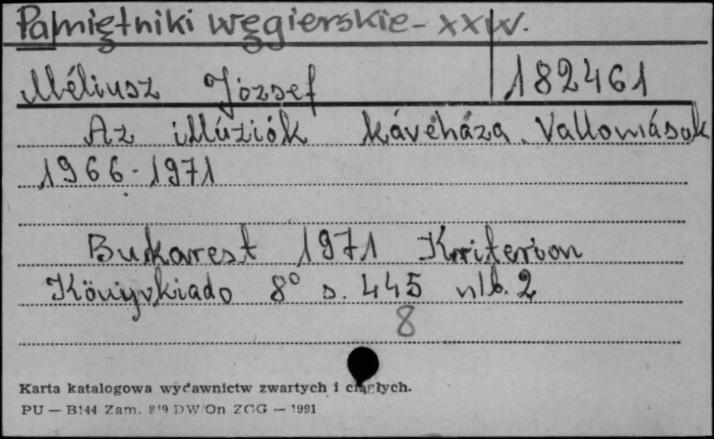 Pamiętniki węgierskie - XX w.
Méliusz József 182461
Az illúziók kávéháza. Vallomások
1966-1971
Bukarest 1971 Kriterion
Könyvkiado 8° s. 445 nlb. 2
8
Karta katalogowa wydawnictw zwartych i ciągłych.
PU — B144 Zam. 819 DW/On ZGG — 1991